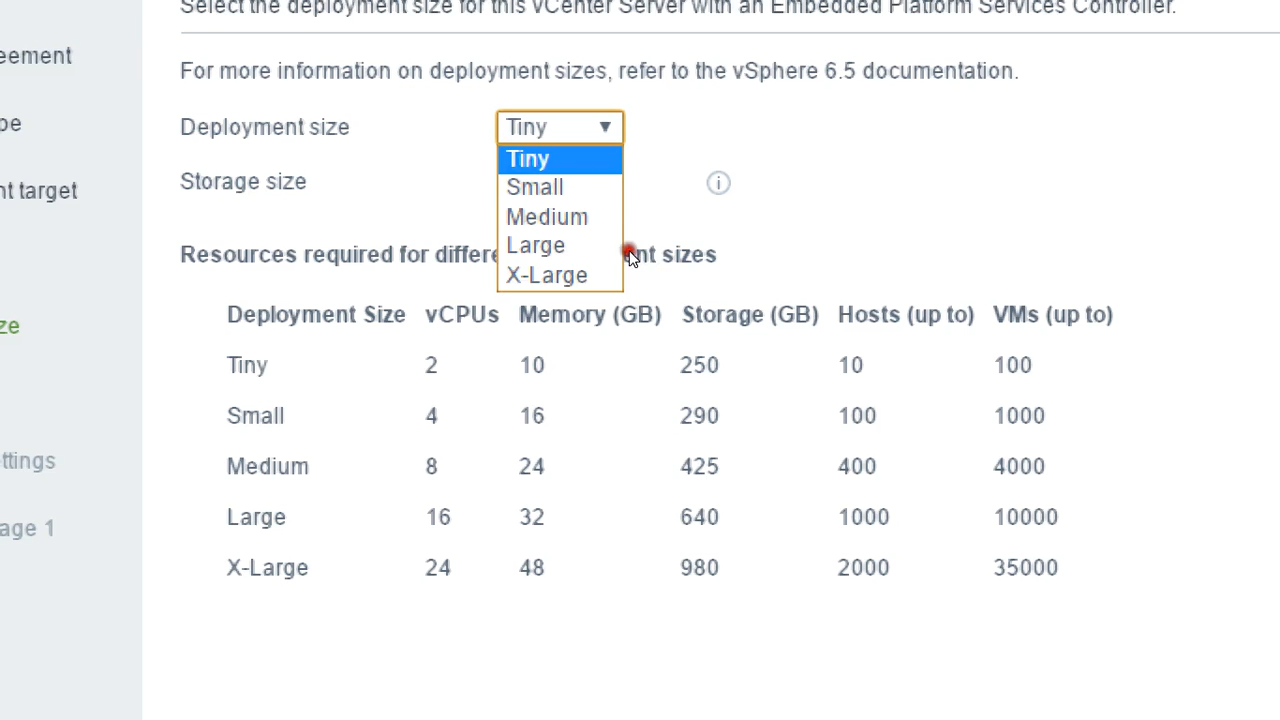 Select the deployment size for this vCenter Server with an Embedded Platform Services Controller.
eement
For more information on deployment sizes, refer to the vSphere 6.5 documentation.
pe
Deployment size Tiny ▼
Tiny
Storage size
Small
nt target
Medium
Large
Resources required for differe nt sizes
X-Large
Deployment Size vCPUs Memory (GB) Storage (GB) Hosts (up to) VMs (up to)
ze
Tiny 2 10 250 10 100
Small 4 16 290 100 1000
ttings
Medium 8 24 425 400 4000
Large 16 32 640 1000 10000
age 1
X-Large 24 48 980 2000 35000